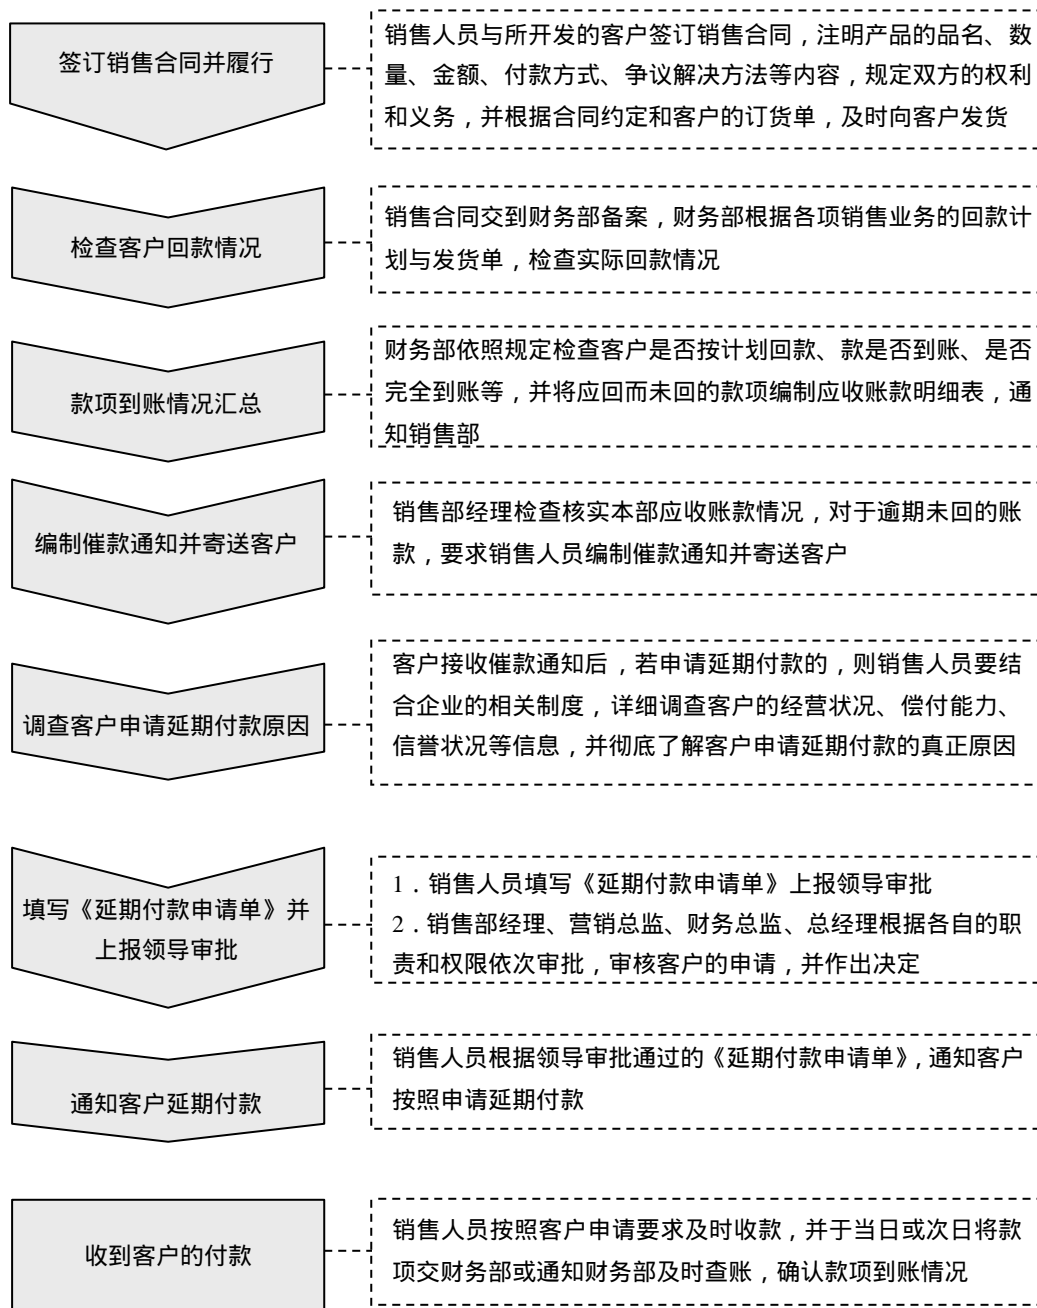 签订销售合同并履行
销售人员与所开发的客户签订销售合同，注明产品的品名、数
量、金额、付款方式、争议解决方法等内容，规定双方的权利
和义务，并根据合同约定和客户的订货单，及时向客户发货
检查客户回款情况
销售合同交到财务部备案，财务部根据各项销售业务的回款计
划与发货单，检查实际回款情况
款项到账情况汇总
财务部依照规定检查客户是否按计划回款、款是否到账、是否
完全到账等，并将应回而未回的款项编制应收账款明细表，通
知销售部
编制催款通知并寄送客户
销售部经理检查核实本部应收账款情况，对于逾期未回的账
款，要求销售人员编制催款通知并寄送客户
调查客户申请延期付款原因
客户接收催款通知后，若申请延期付款的，则销售人员要结
合企业的相关制度，详细调查客户的经营状况、偿付能力、
信誉状况等信息，并彻底了解客户申请延期付款的真正原因
填写《延期付款申请单》并
上报领导审批
1．销售人员填写《延期付款申请单》上报领导审批
2．销售部经理、营销总监、财务总监、总经理根据各自的职
责和权限依次审批，审核客户的申请，并作出决定
通知客户延期付款
销售人员根据领导审批通过的《延期付款申请单》，通知客户
按照申请延期付款
收到客户的付款
销售人员按照客户申请要求及时收款，并于当日或次日将款
项交财务部或通知财务部及时查账，确认款项到账情况